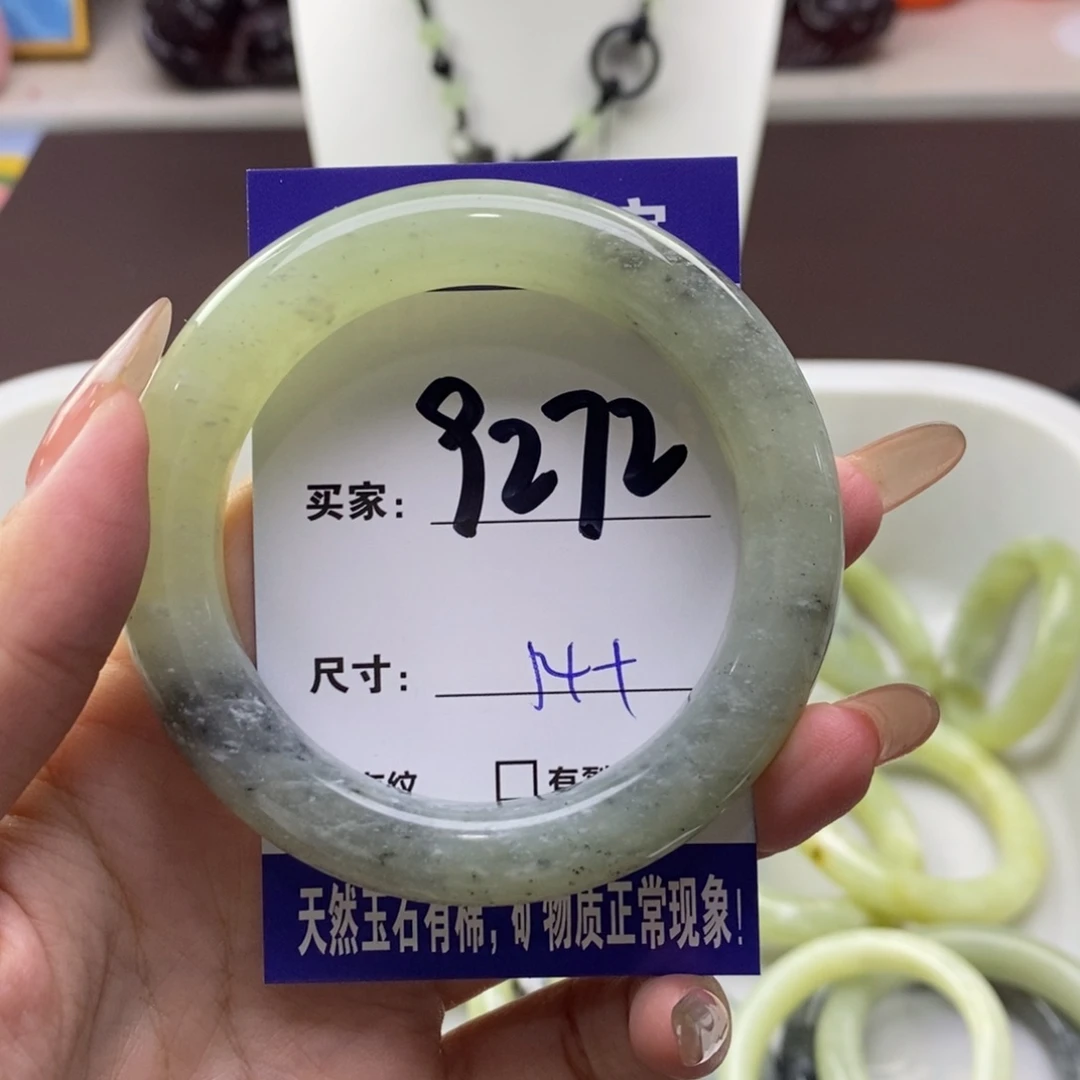 买家: 9272
尺寸:
纹 有裂
天然玉石有棉,矿物质正常现象!